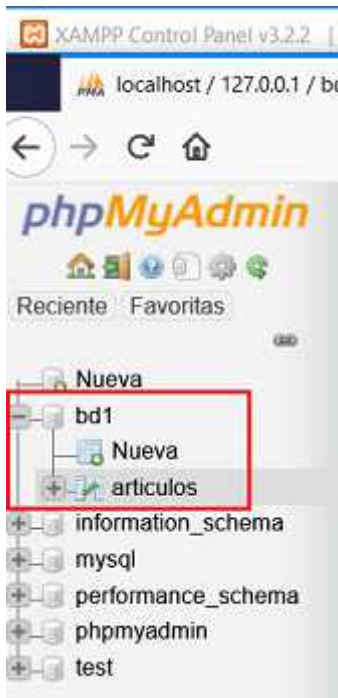 XAMPP Control Panel v3.2.2 [
PMA localhost / 127.0.0.1 / bd
phpMyAdmin
Reciente Favoritas
Nueva
bd1
Nueva
articulos
information_schema
mysql
performance_schema
phpmyadmin
test